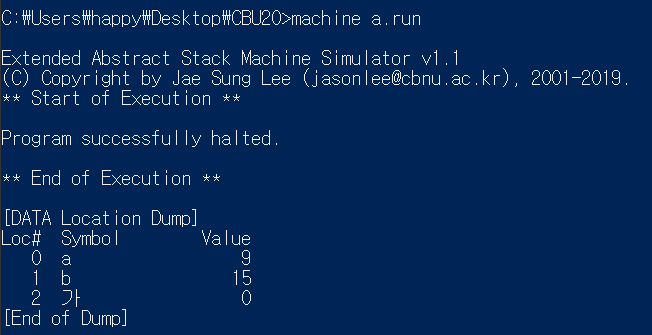 C:₩Users₩happy₩Desktop₩CBU20>machine a.run
Extended Abstract Stack Machine Simulator v1.1
(C) Copyright by Jae Sung Lee (jasonlee@cbnu.ac.kr), 2001-2019.
** Start of Execution **
Program successfully halted.
** End of Execution **
[DATA Location Dump]
Loc# Symbol Value
0 a 9
1 b 15
2 가 0
[End of Dump]